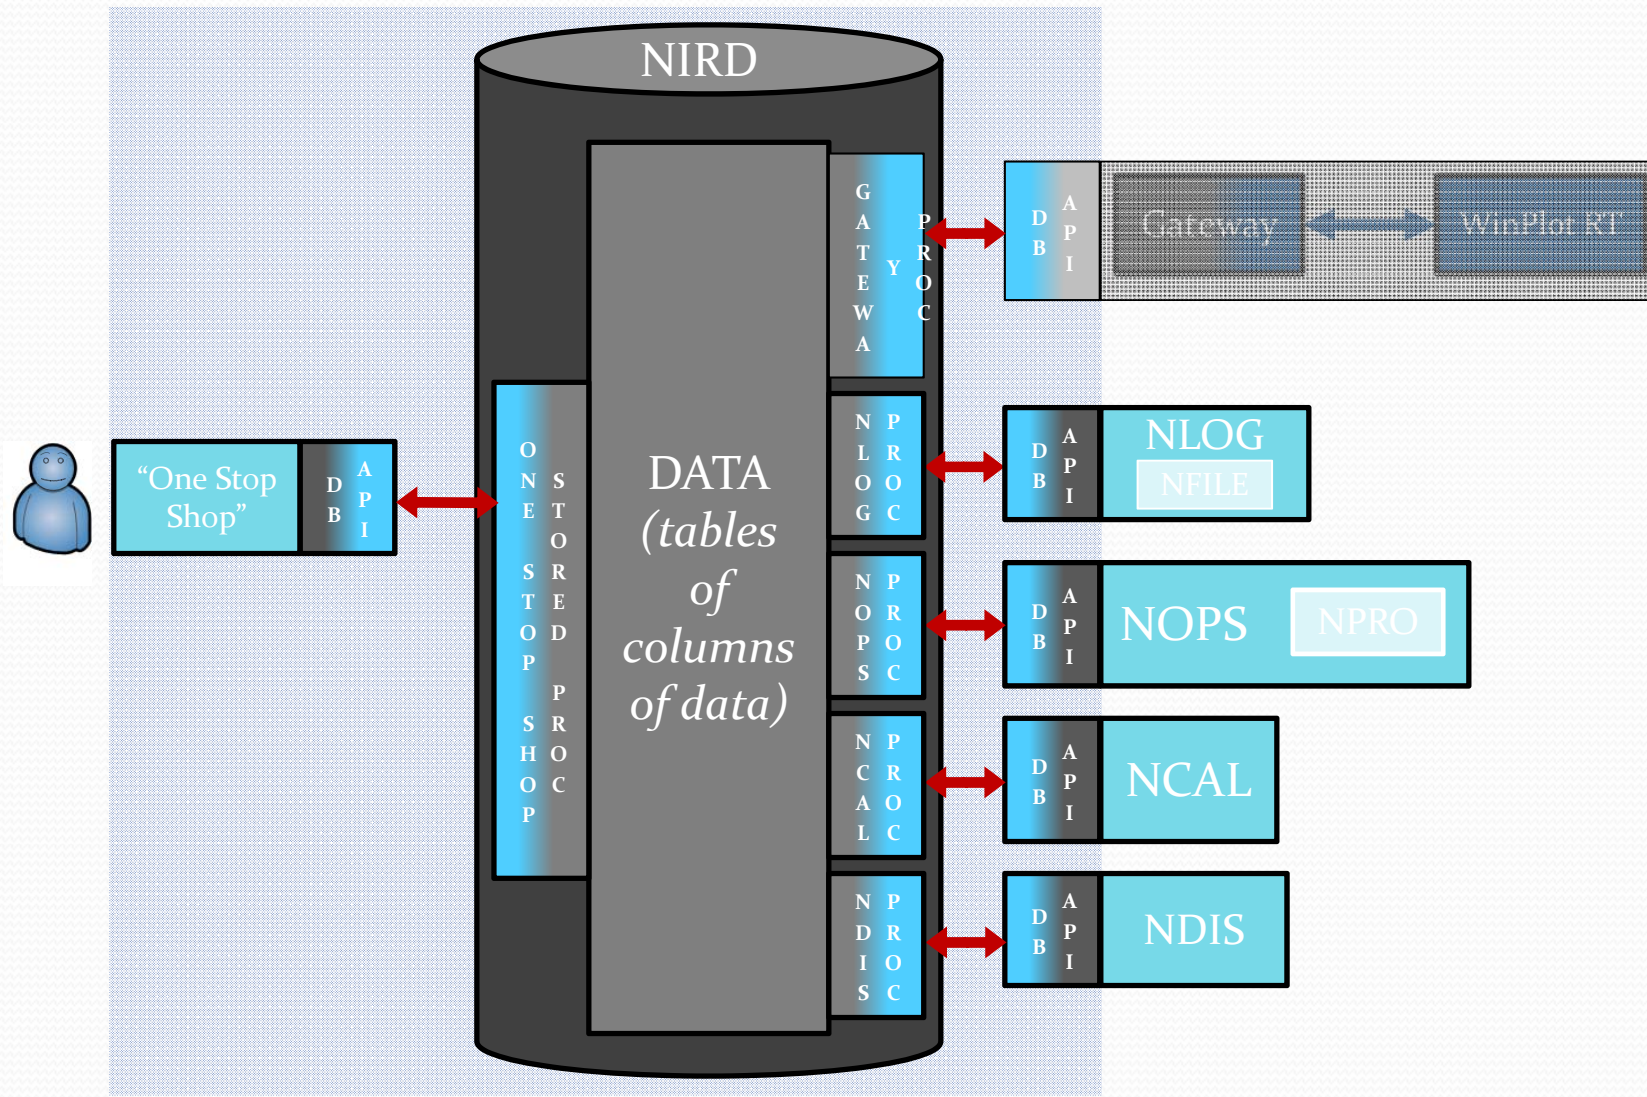 NIRD
GATEWAY PROC
DB API
Gateway
WinPlot RT
"One Stop
Shop"
DB API
ONE STOP SHOP
STORED PROC
DATA
(tables
of
columns
of data)
NLOG PROC
DB API
NLOG
NFILE
NOPS PROC
DB API
NOPS
NPRO
NCAL PROC
DB API
NCAL
NDIS PROC
DB API
NDIS